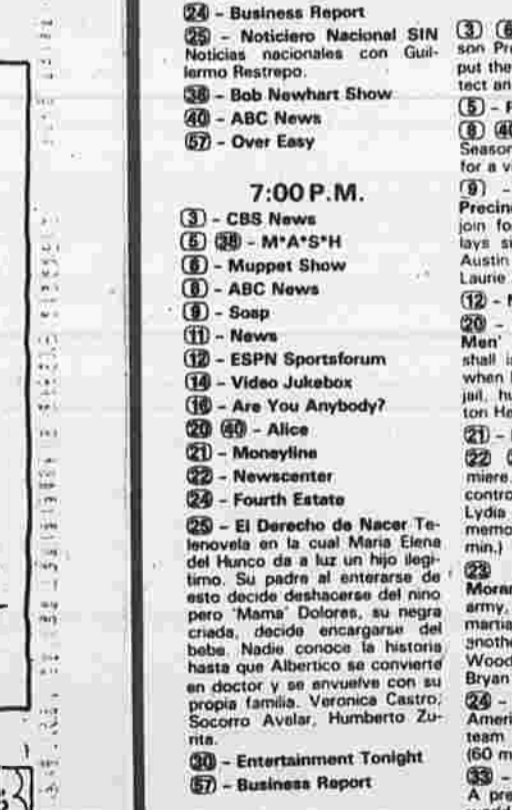 24 - Business Report
25 - Noticiero Nacional SIN
Noticias nacionales con Guil-
lermo Restrepo.
38 - Bob Newhart Show
40 - ABC News
57 - Over Easy
7:00 P.M.
3 - CBS News
5 38 - M*A*S*H
6 - Muppet Show
8 - ABC News
9 - Soap
11 - News
12 - ESPN Sportsforum
14 - Video Jukebox
16 - Are You Anybody?
20 40 - Alice
21 - Moneyline
22 - Newscenter
24 - Fourth Estate
25 - El Derecho de Nacer Te-
lenovela en la cual Maria Elena
del Hunco da a luz un hijo ilegi-
timo. Su padre al enterarse de
esto decide deshacerse del nino
pero 'Mama' Dolores, su negra
criada, decide encargarse del
bebe. Nadie conoce la historia
hasta que Albertico se convierte
en doctor y se envuelve con su
propia familia. Veronica Castro,
Socorro Avelar, Humberto Zu-
rita.
30 - Entertainment Tonight
57 - Business Report
3 6
son Pr
put the
tect an
5 -
8 40
Season
for a v
9 -
Precin
join fo
lays s
Austin
Laurie
12 -
20 -
Men'
shall i
when
jail, hu
ton He
21 -
22
miere.
contro
Lydia
memo
min.)
23
Moran
army,
martia
anothe
Wood
Bryan
24 -
Ameri
team
(60 m
33 -
A pre